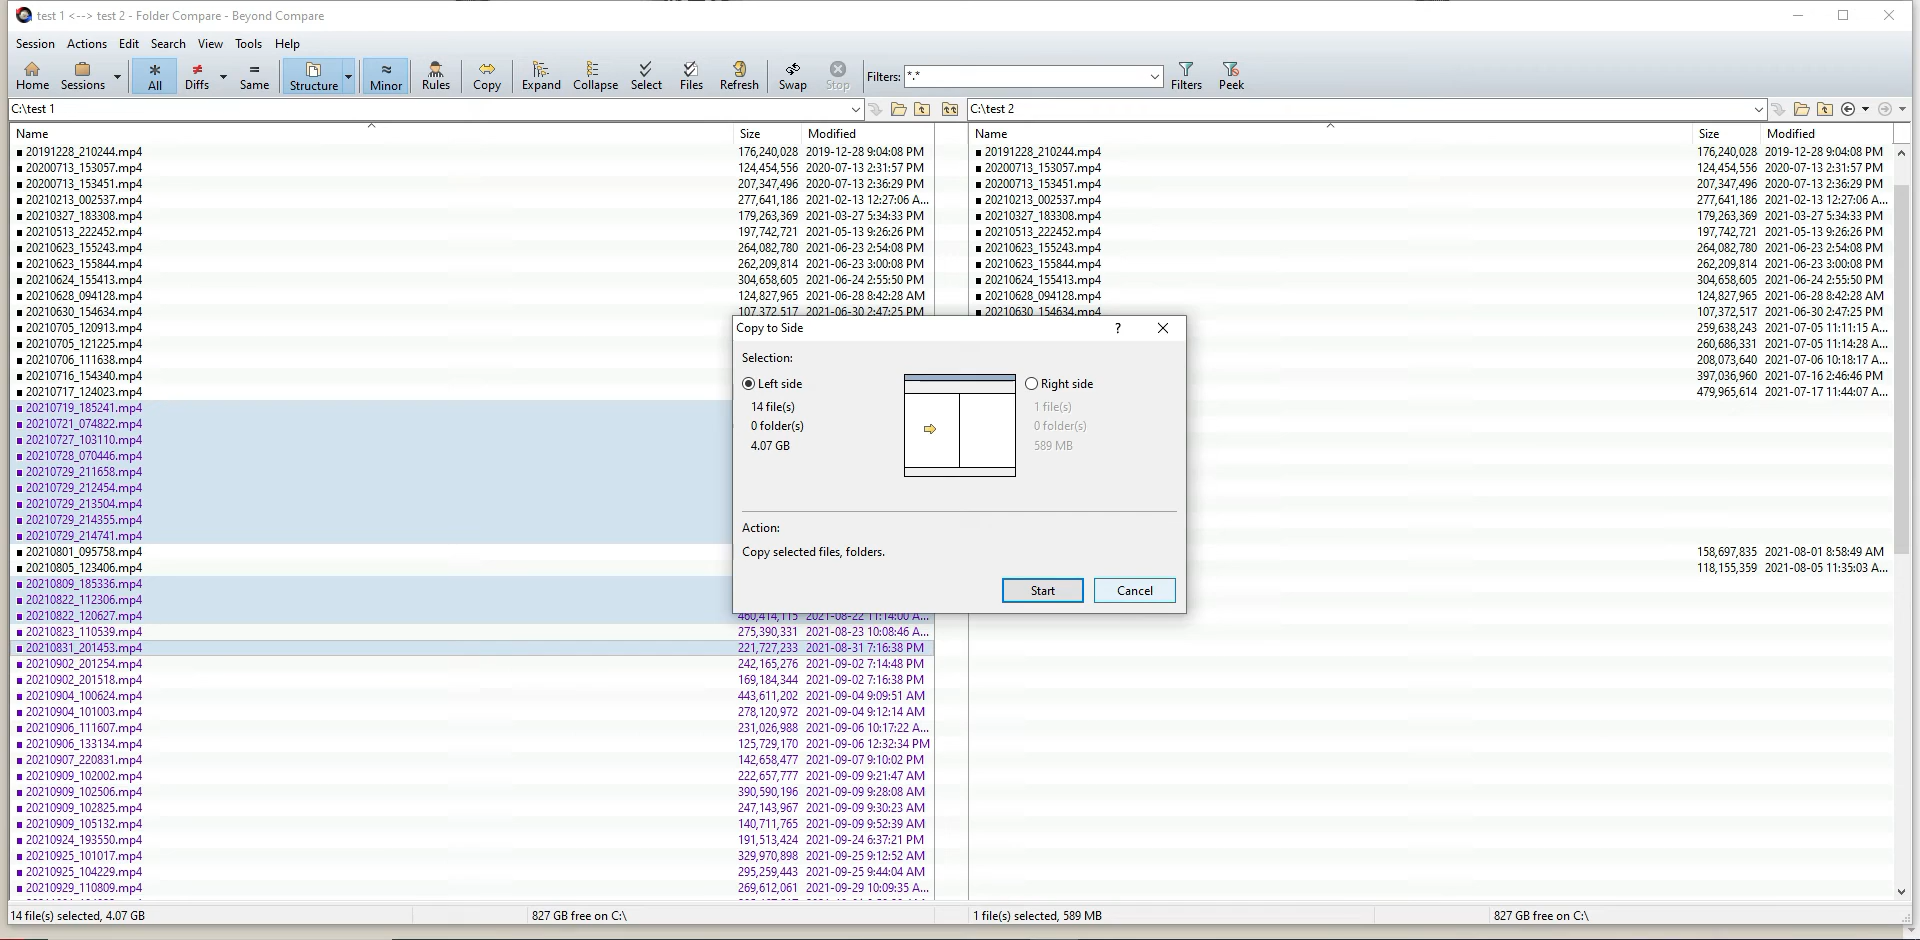 test 1 <--> test 2 - Folder Compare - Beyond Compare
Session Actions Edit Search View Tools Help
Home Sessions All Diffs Same Structure Minor Rules Copy Expand Collapse Select Files Refresh Swap Stop Filters: *.* Filters Peek
C:\test 1 C:\test 2
Name Size Modified Name Size Modified
20191228_210244.mp4 176,240,028 2019-12-28 9:04:08 PM 20191228_210244.mp4 176,240,028 2019-12-28 9:04:08 PM
20200713_153057.mp4 124,454,556 2020-07-13 2:31:57 PM 20200713_153057.mp4 124,454,556 2020-07-13 2:31:57 PM
20200713_153451.mp4 207,347,496 2020-07-13 2:36:29 PM 20200713_153451.mp4 207,347,496 2020-07-13 2:36:29 PM
20210213_002537.mp4 277,641,186 2021-02-13 12:27:06 A... 20210213_002537.mp4 277,641,186 2021-02-13 12:27:06 A...
20210327_183308.mp4 179,263,369 2021-03-27 5:34:33 PM 20210327_183308.mp4 179,263,369 2021-03-27 5:34:33 PM
20210513_222452.mp4 197,742,721 2021-05-13 9:26:26 PM 20210513_222452.mp4 197,742,721 2021-05-13 9:26:26 PM
20210623_155243.mp4 264,082,780 2021-06-23 2:54:08 PM 20210623_155243.mp4 264,082,780 2021-06-23 2:54:08 PM
20210623_155844.mp4 262,209,814 2021-06-23 3:00:08 PM 20210623_155844.mp4 262,209,814 2021-06-23 3:00:08 PM
20210624_155413.mp4 304,658,605 2021-06-24 2:55:50 PM 20210624_155413.mp4 304,658,605 2021-06-24 2:55:50 PM
20210628_094128.mp4 124,827,965 2021-06-28 8:42:28 AM 20210628_094128.mp4 124,827,965 2021-06-28 8:42:28 AM
20210630_154634.mp4 107,372,517 2021-06-30 2:47:25 PM 20210630_154634.mp4 107,372,517 2021-06-30 2:47:25 PM
20210705_120913.mp4 259,638,243 2021-07-05 11:11:15 A...
20210705_121225.mp4 260,686,331 2021-07-05 11:14:28 A...
20210706_111638.mp4 208,073,640 2021-07-06 10:18:17 A...
20210716_154340.mp4 397,036,960 2021-07-16 2:46:46 PM
20210717_124023.mp4 479,965,614 2021-07-17 11:44:07 A...
20210719_185241.mp4
20210721_074822.mp4
20210727_103110.mp4
20210728_070446.mp4
20210729_211658.mp4
20210729_212454.mp4
20210729_213504.mp4
20210729_214355.mp4
20210729_214741.mp4
20210801_095758.mp4 158,697,835 2021-08-01 8:58:49 AM
20210805_123406.mp4 118,155,359 2021-08-05 11:35:03 A...
20210809_185336.mp4
20210822_112306.mp4
20210822_120627.mp4 460,414,115 2021-08-22 11:14:00 A...
20210823_110539.mp4 275,390,331 2021-08-23 10:08:46 A...
20210831_201453.mp4 221,727,233 2021-08-31 7:16:38 PM
20210902_201254.mp4 242,165,276 2021-09-02 7:14:48 PM
20210902_201518.mp4 169,184,344 2021-09-02 7:16:38 PM
20210904_100624.mp4 443,611,202 2021-09-04 9:09:51 AM
20210904_101003.mp4 278,120,972 2021-09-04 9:12:14 AM
20210906_111607.mp4 231,026,988 2021-09-06 10:17:22 A...
20210906_133134.mp4 125,729,170 2021-09-06 12:32:34 PM
20210907_220831.mp4 142,658,477 2021-09-07 9:10:02 PM
20210909_102002.mp4 222,657,777 2021-09-09 9:21:47 AM
20210909_102506.mp4 390,590,196 2021-09-09 9:28:08 AM
20210909_102825.mp4 247,143,967 2021-09-09 9:30:23 AM
20210909_105132.mp4 140,711,765 2021-09-09 9:52:39 AM
20210924_193550.mp4 191,513,424 2021-09-24 6:37:21 PM
20210925_101017.mp4 329,970,898 2021-09-25 9:12:52 AM
20210925_104229.mp4 295,259,443 2021-09-25 9:44:04 AM
20210929_110809.mp4 269,612,061 2021-09-29 10:09:35 A...
Copy to Side ?
Selection:
Left side Right side
14 file(s) 1 file(s)
0 folder(s) 0 folder(s)
4.07 GB 589 MB
Action:
Copy selected files, folders.
Start Cancel
14 file(s) selected, 4.07 GB 827 GB free on C:\ 1 file(s) selected, 589 MB 827 GB free on C:\